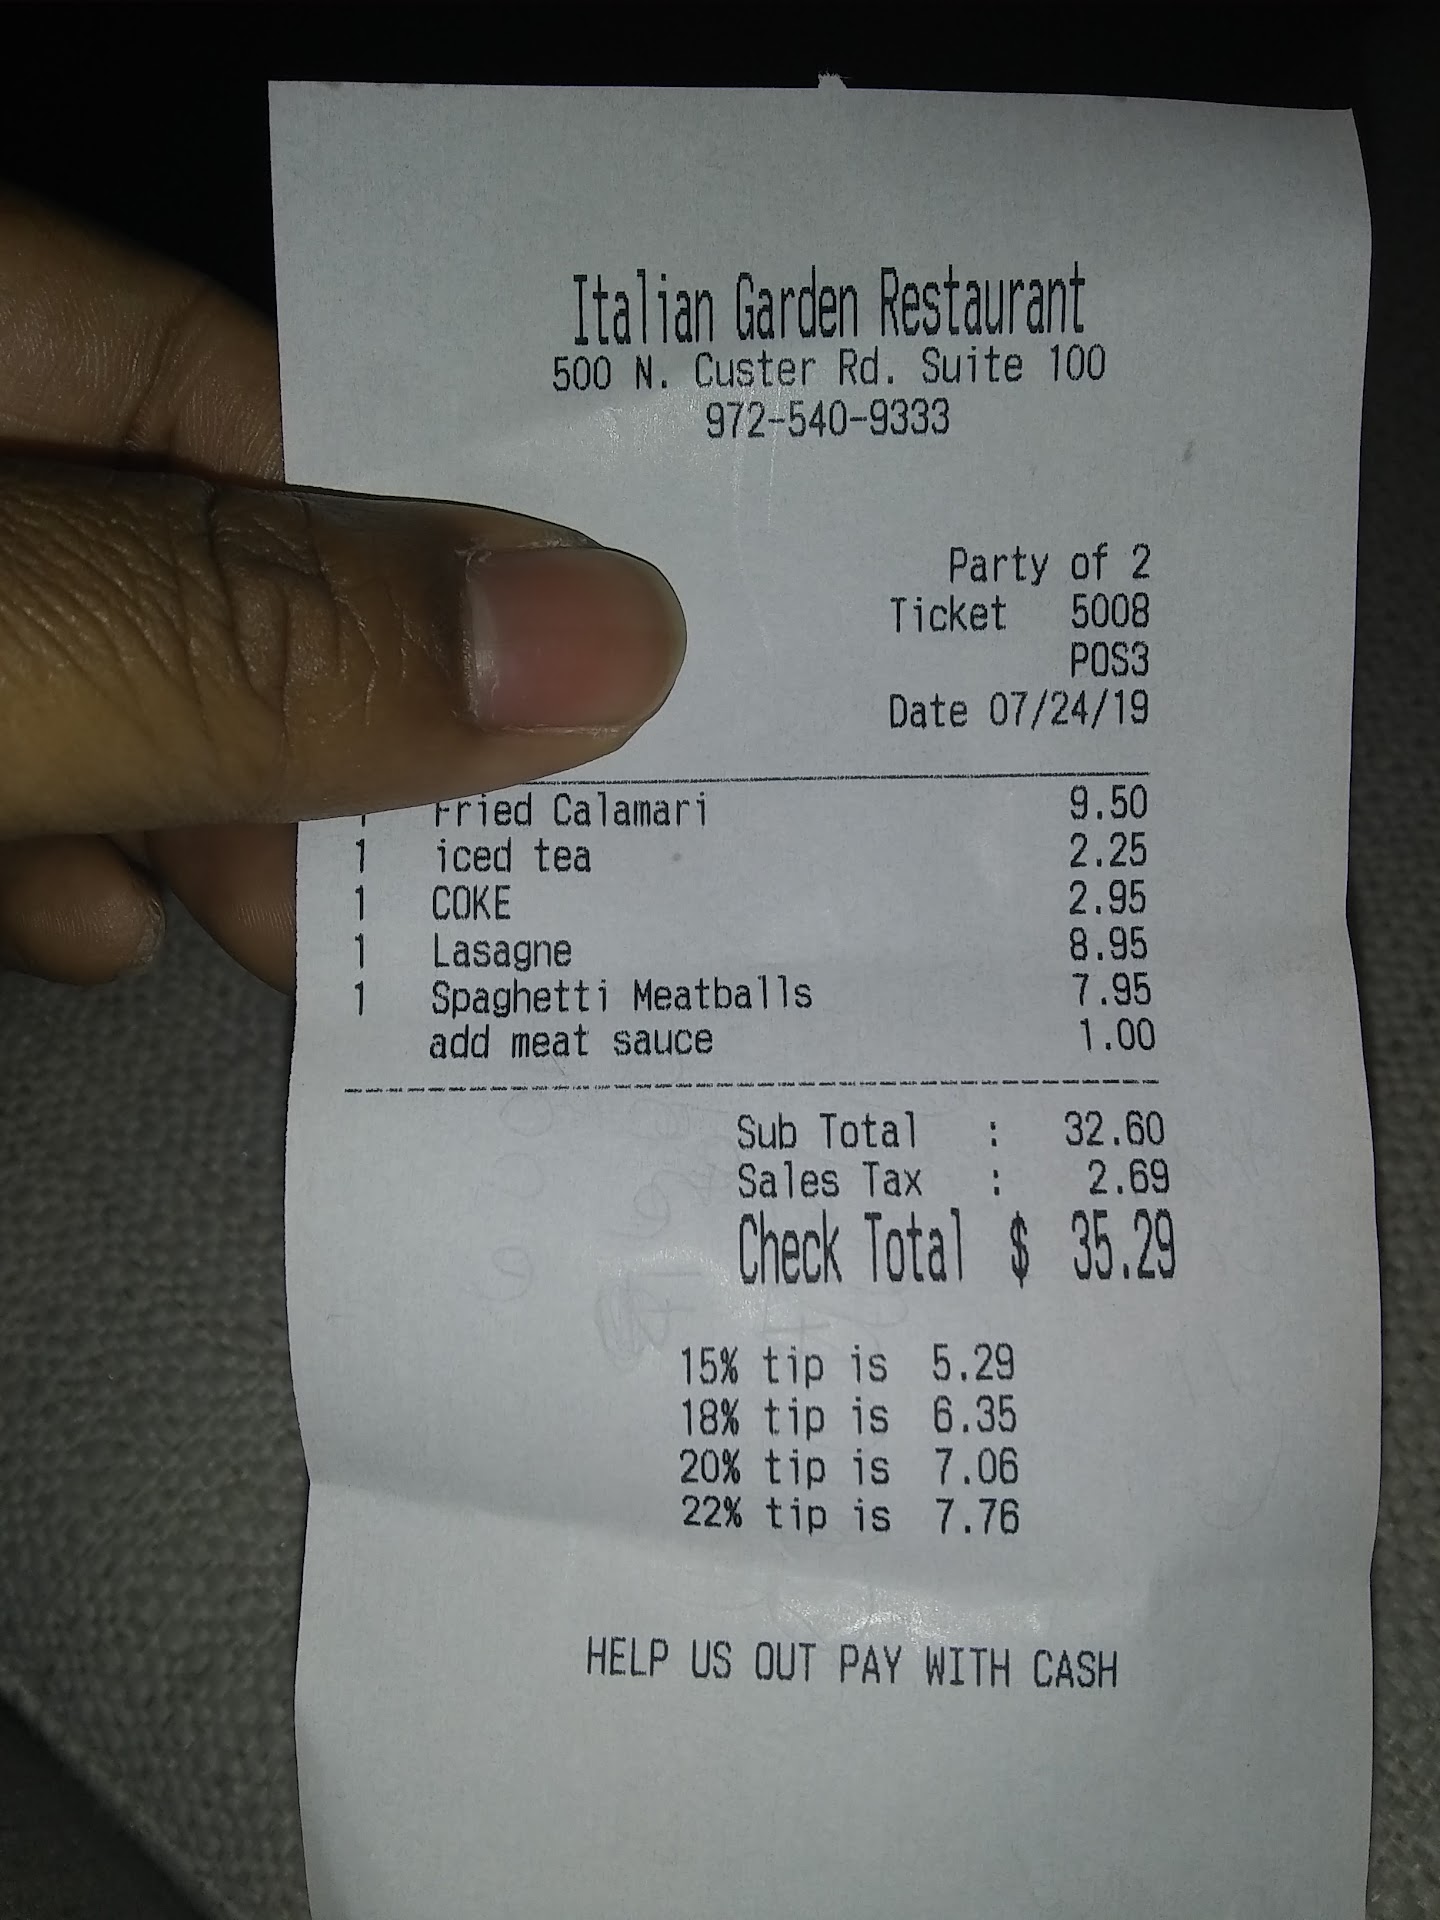 Italian Garden Restaurant
500 N. Custer Rd. Suite 100
972-540-9333
Party of 2
Ticket 5008
POS3
Date 07/24/19
1 Fried Calamari 9.50
1 iced tea 2.25
1 COKE 2.95
1 Lasagne 8.95
1 Spaghetti Meatballs 7.95
add meat sauce 1.00
Sub Total : 32.60
Sales Tax : 2.69
Check Total $ 35.29
15% tip is 5.29
18% tip is 6.35
20% tip is 7.06
22% tip is 7.76
HELP US OUT PAY WITH CASH